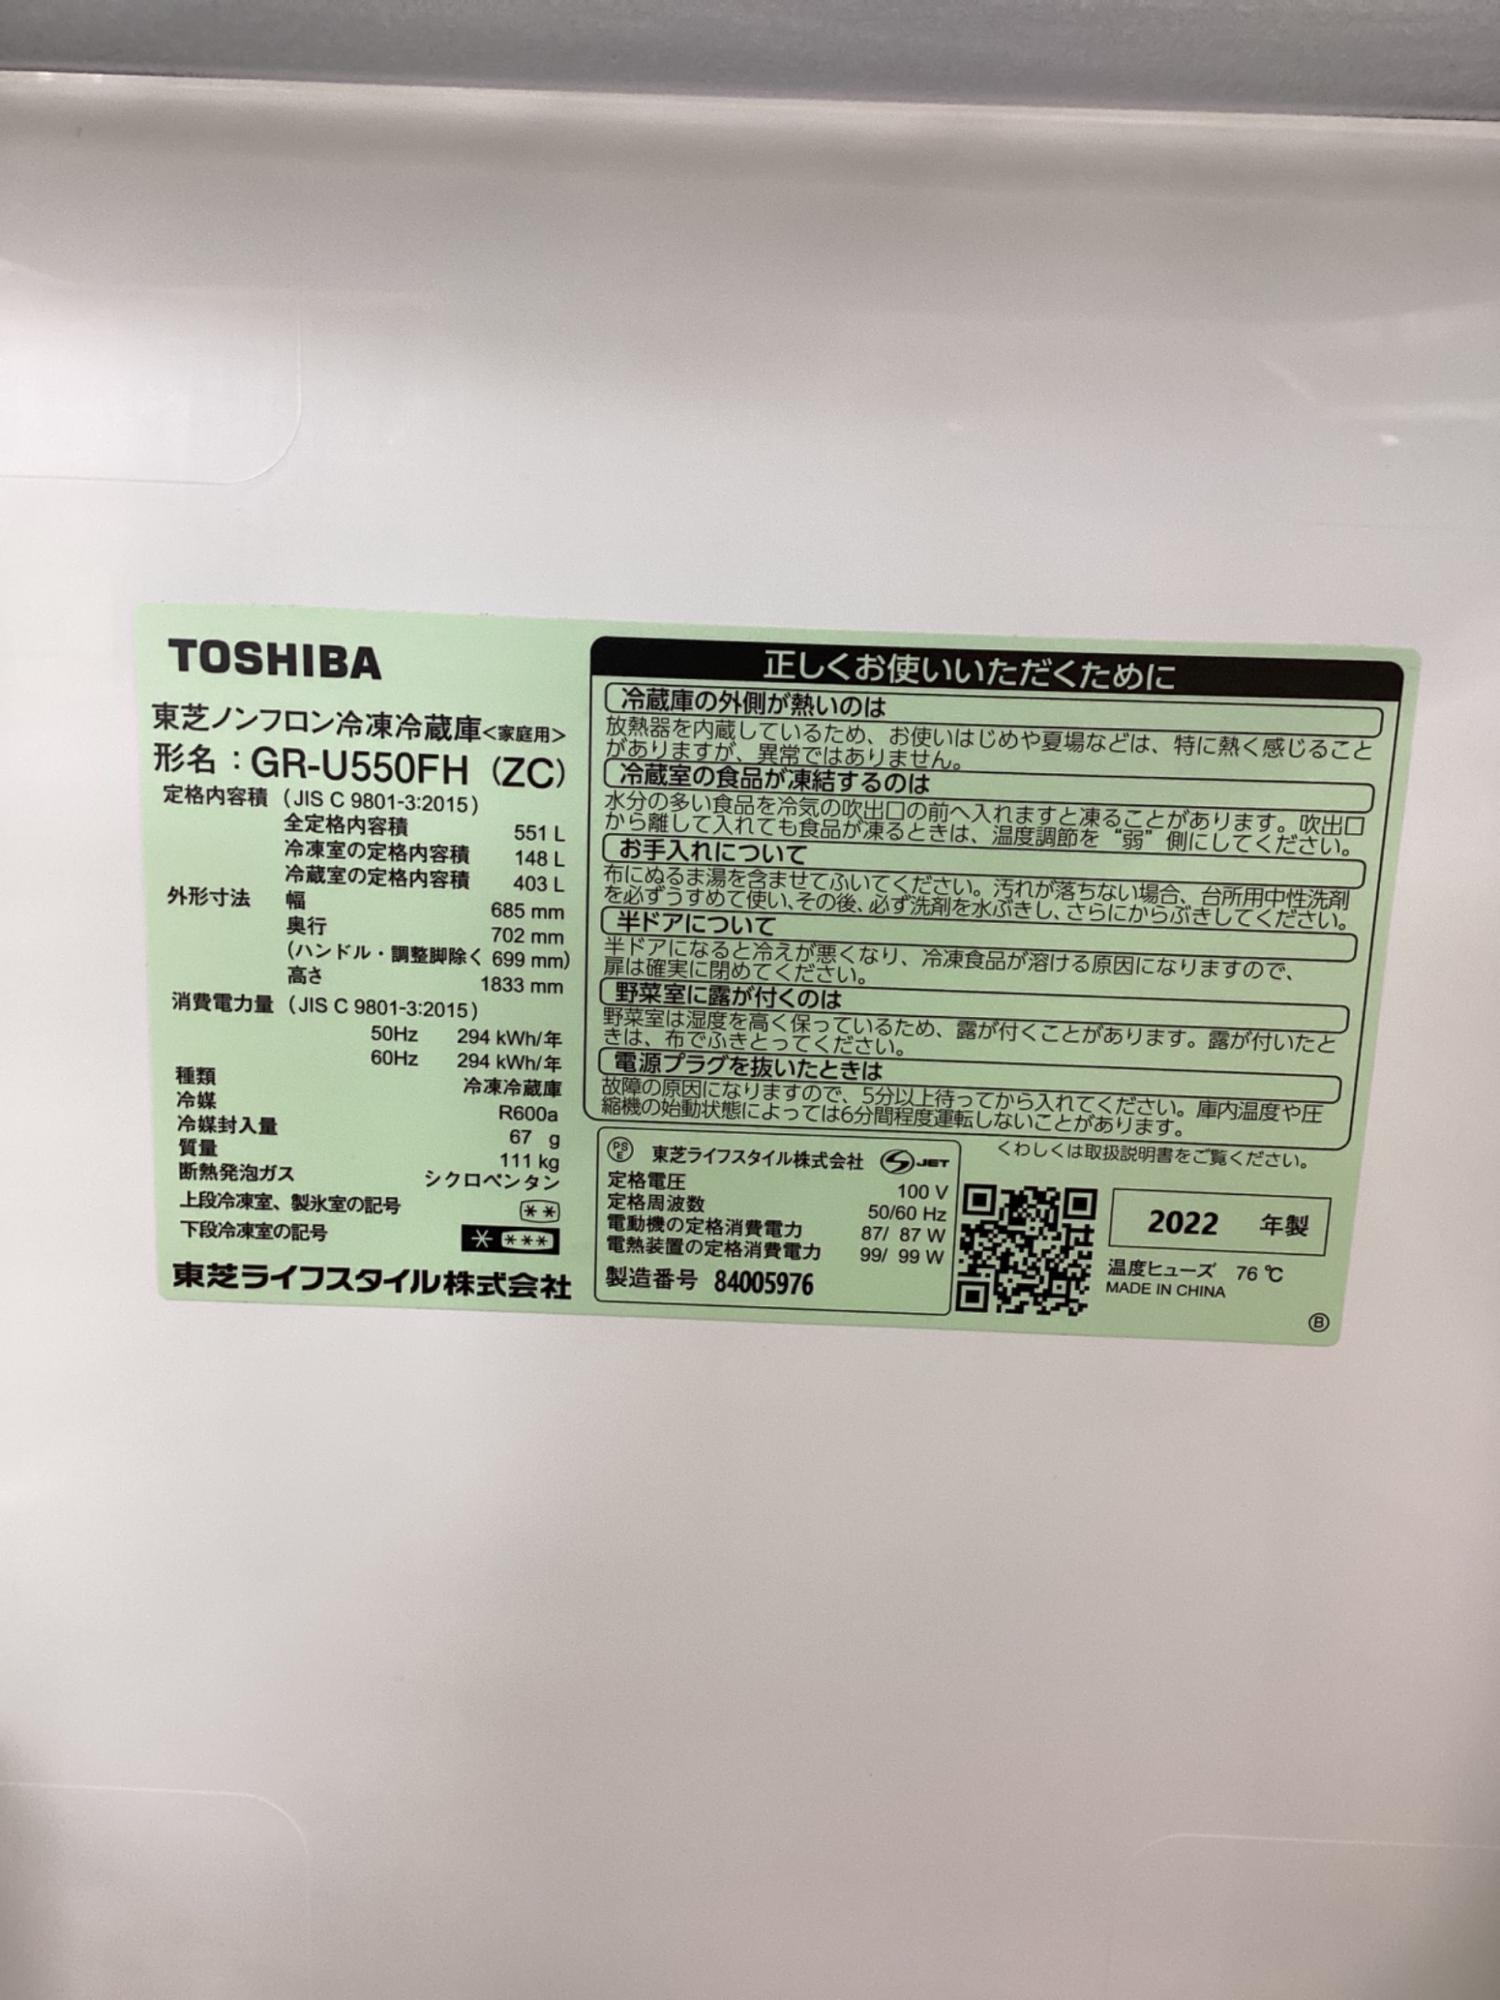 TOSHIBA
東芝ノンフロン冷凍冷蔵庫<家庭用>
形名：GR-U550FH (ZC)
定格内容積 (JIS C 9801-3:2015)
全定格内容積 551 L
冷凍室の定格内容積 148 L
冷蔵室の定格内容積 403 L
外形寸法 幅 685 mm
奥行 702 mm
(ハンドル・調整脚除く 699 mm)
高さ 1833 mm
消費電力量 (JIS C 9801-3:2015)
50Hz 294 kWh/年
60Hz 294 kWh/年
種類 冷凍冷蔵庫
冷媒 R600a
冷媒封入量 67 g
質量 111 kg
断熱発泡ガス シクロペンタン
上段冷凍室、製氷室の記号 **
下段冷凍室の記号 * ***
東芝ライフスタイル株式会社
正しくお使いいただくために
冷蔵庫の外側が熱いのは
放熱器を内蔵しているため、お使いはじめや夏場などは、特に熱く感じること
がありますが、異常ではありません。
冷蔵室の食品が凍結するのは
水分の多い食品を冷気の吹出口の前へ入れますと凍ることがあります。吹出口
から離して入れても食品が凍るときは、温度調節を“弱”側にしてください。
お手入れについて
布にぬるま湯を含ませてふいてください。汚れが落ちない場合、台所用中性洗剤
を必ずうすめて使い、その後、必ず洗剤を水ぶきし、さらにからぶきしてください。
半ドアについて
半ドアになると冷えが悪くなり、冷凍食品が溶ける原因になりますので、
扉は確実に閉めてください。
野菜室に露が付くのは
野菜室は湿度を高く保っているため、露が付くことがあります。露が付いたと
きは、布でふきとってください。
電源プラグを抜いたときは
故障の原因になりますので、5分以上待ってから入れてください。庫内温度や圧
縮機の始動状態によっては6分間程度運転しないことがあります。
くわしくは取扱説明書をご覧ください。
PSE 東芝ライフスタイル株式会社 S JET
定格電圧 100 V
定格周波数 50/60 Hz
電動機の定格消費電力 87/ 87 W
電熱装置の定格消費電力 99/ 99 W
製造番号 84005976
2022 年製
温度ヒューズ 76 ℃
MADE IN CHINA
Ⓑ